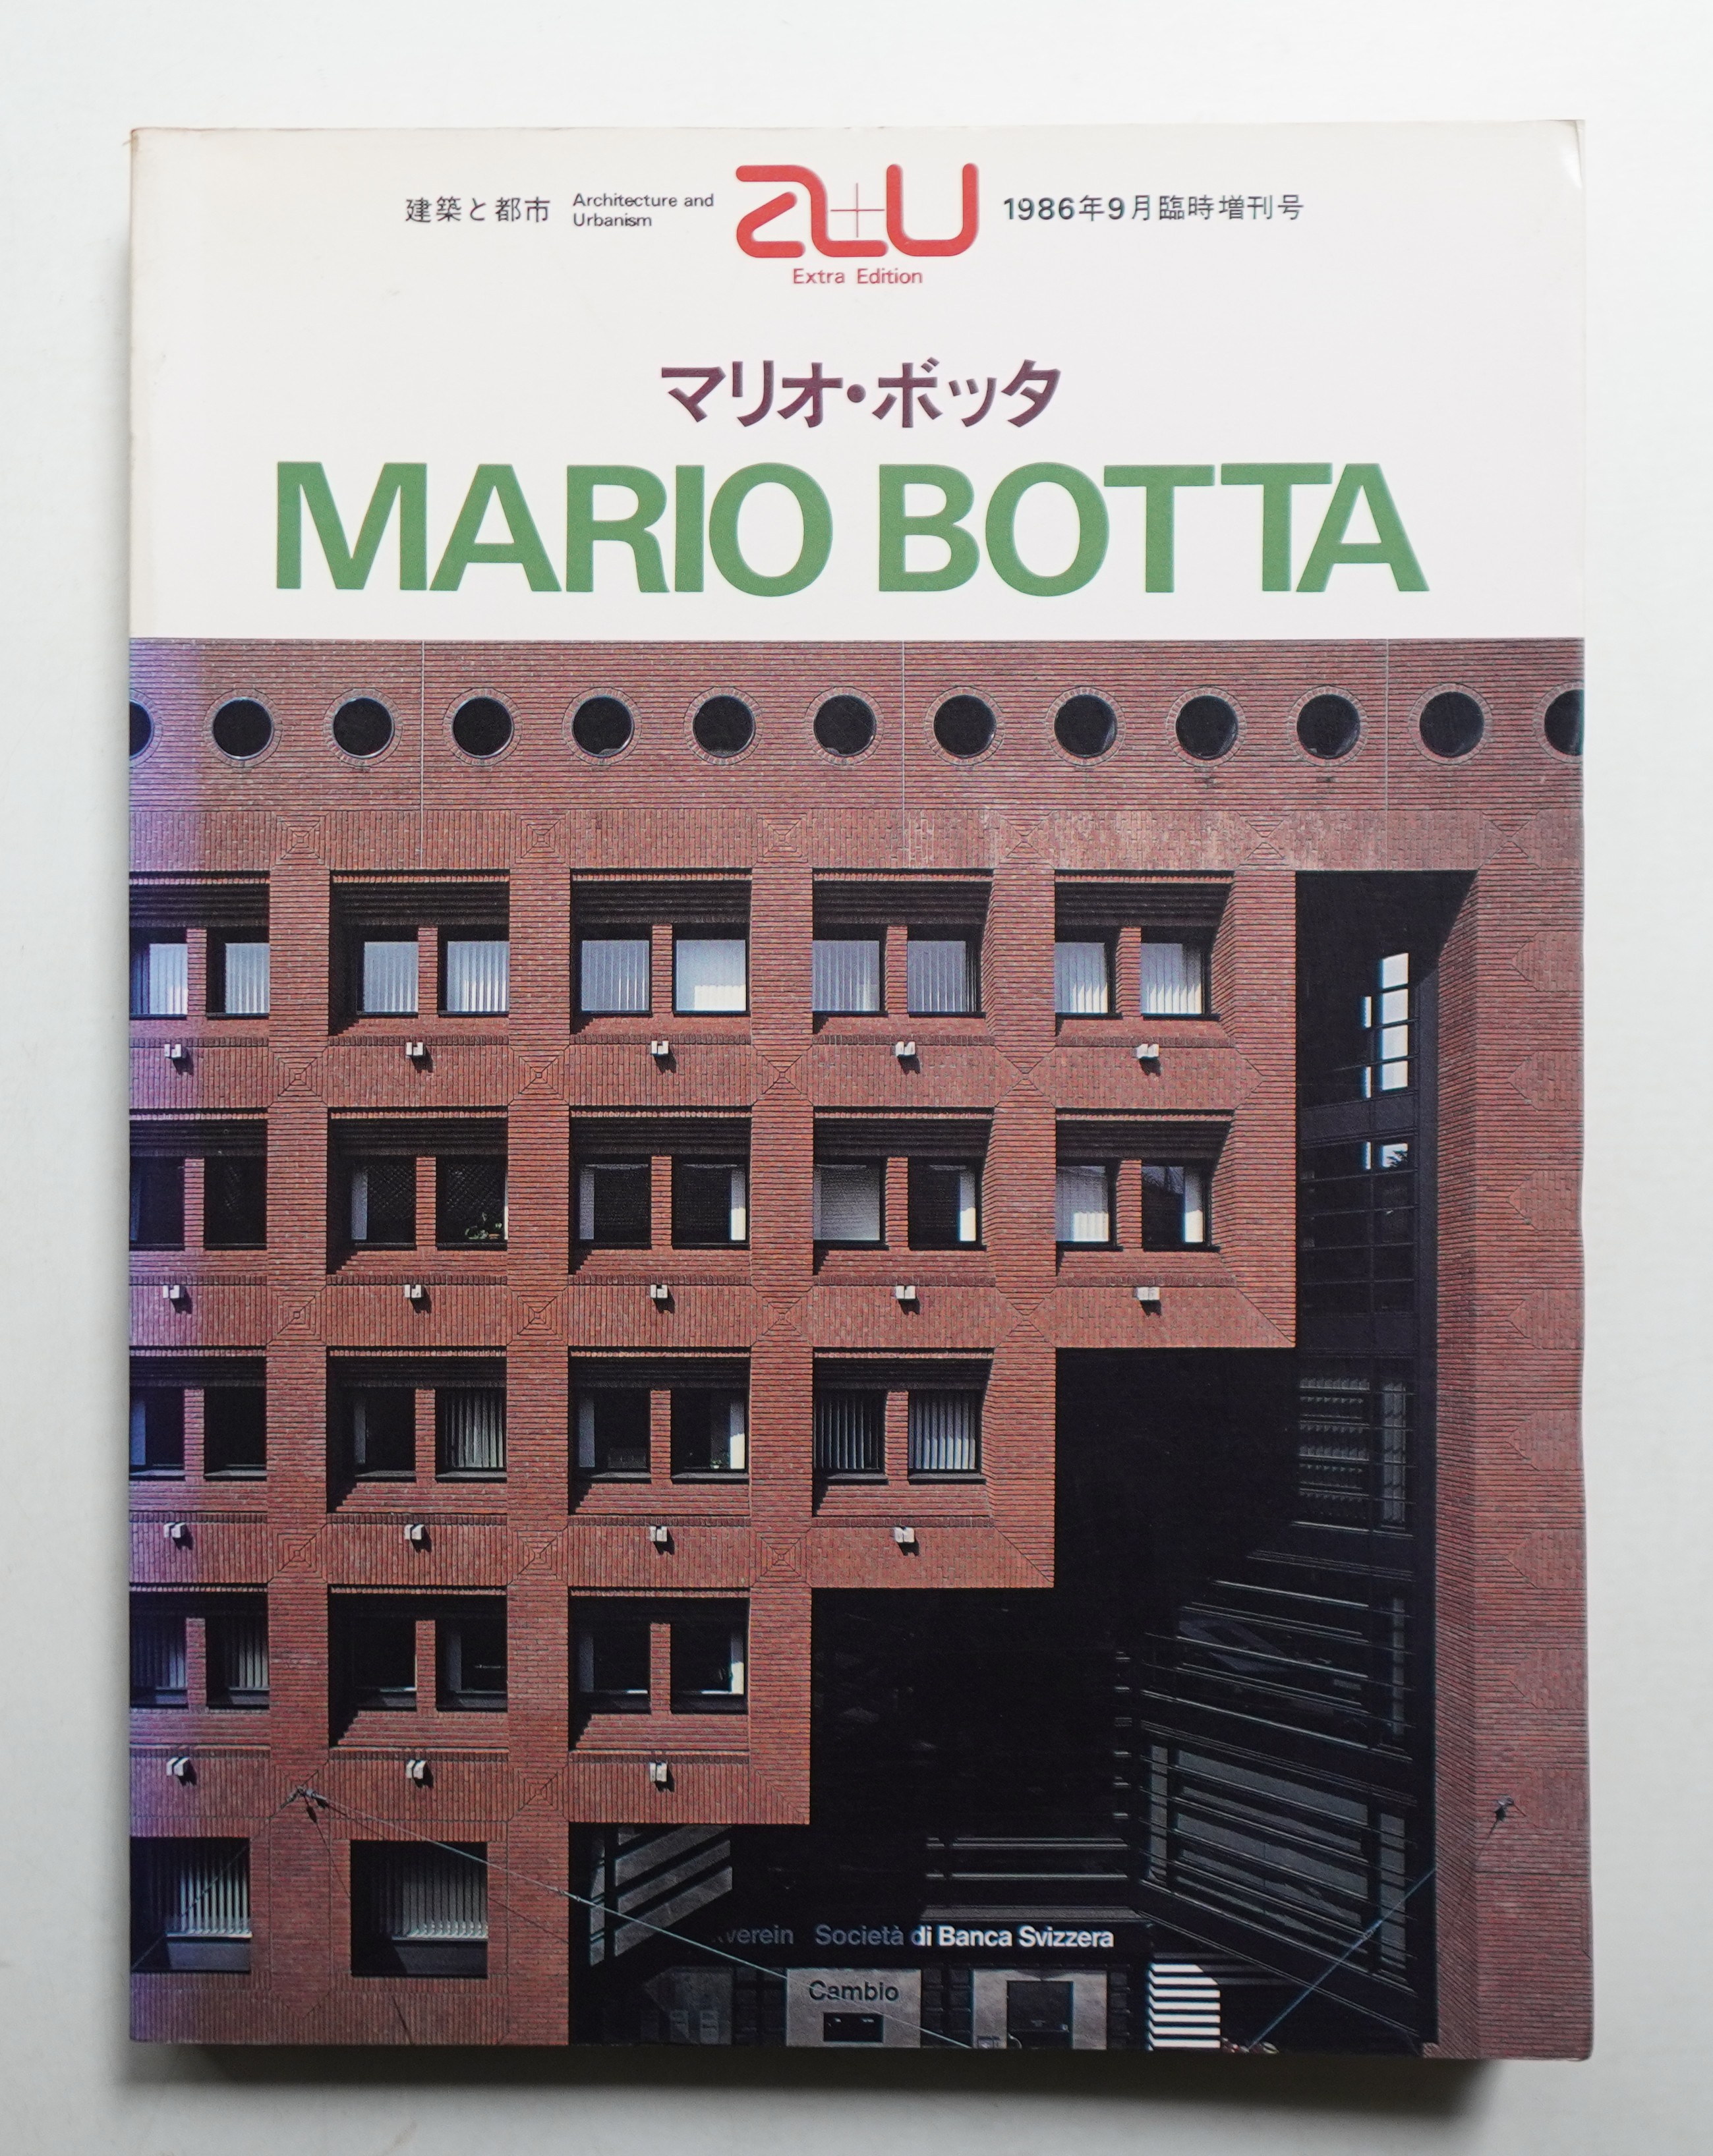 建築と都市
Architecture and
Urbanism
a+u
Extra Edition
1986年9月臨時増刊号
マリオ・ボッタ
MARIO BOTTA
verein Società di Banca Svizzera
Cambio